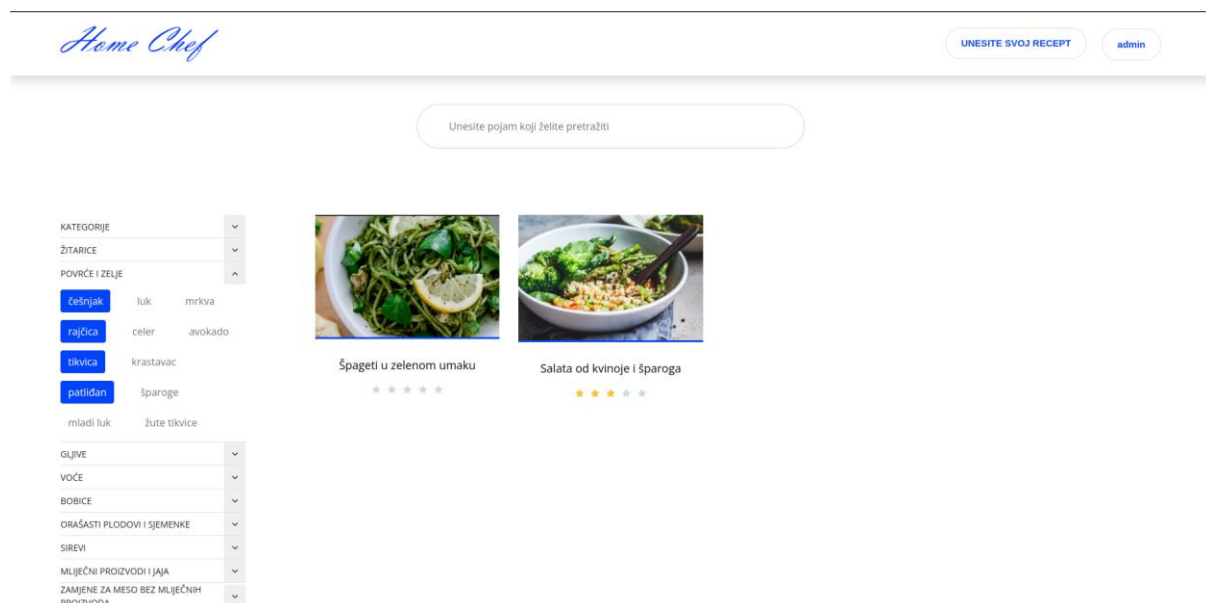 Home Chef
UNESITE SVOJ RECEPT
admin
Unesite pojam koji želite pretražiti
KATEGORIJE
ŽITARICE
POVRĆE I ZELJE
češnjak luk mrkva
rajčica celer avokado
tikvica krastavac
patliđan šparoge
mladi luk žute tikvice
GLJIVE
VOĆE
BOBICE
ORAŠASTI PLODOVI I SJEMENKE
SIREVI
MLIJEČNI PROIZVODI I JAJA
ZAMJENE ZA MESO BEZ MLIJEČNIH
PROIZVODA
Špageti u zelenom umaku
Salata od kvinoje i šparoga